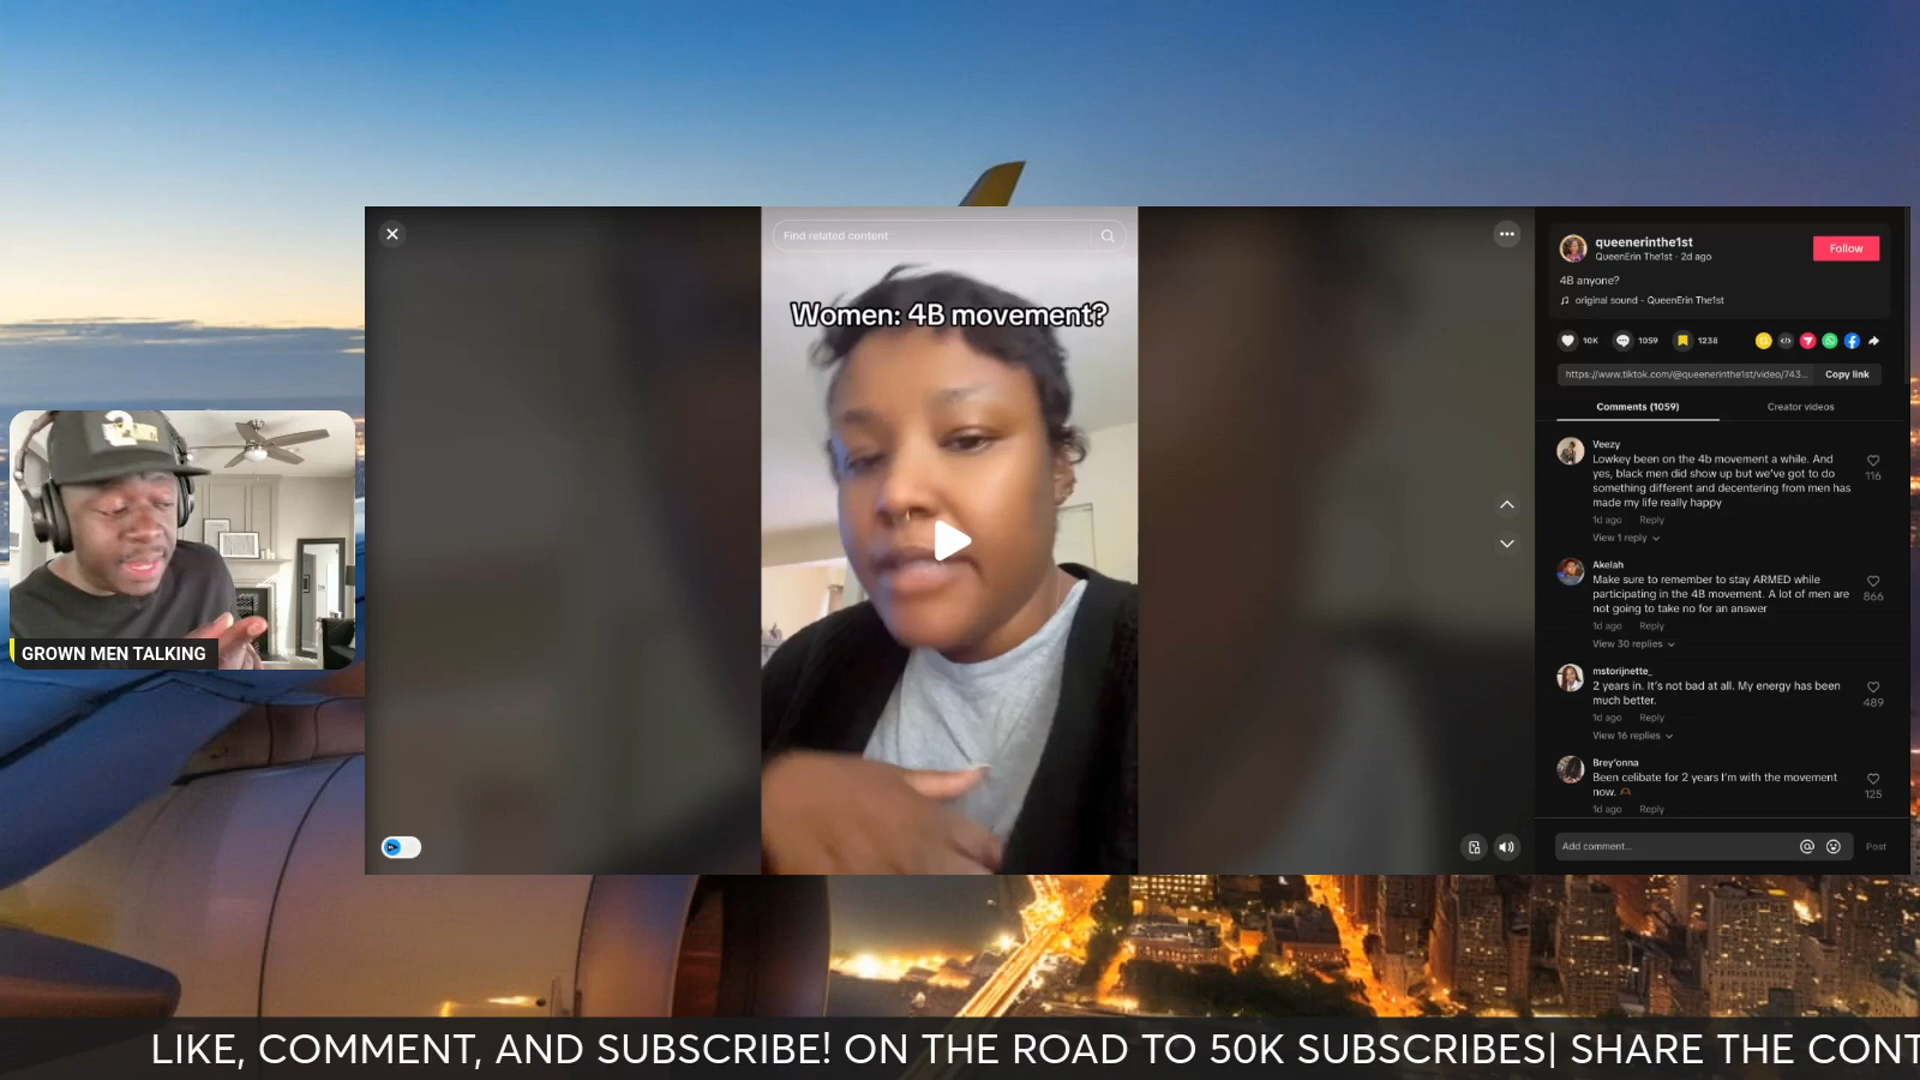 Find related content
Women: 4B movement?
GROWN MEN TALKING
queenerinthe1st
QueenErin The1st · 2d ago
Follow
4B anyone?
original sound - QueenErin The1st
10K
1059
1238
https://www.tiktok.com/@queenerinthe1st/video/743...
Copy link
Comments (1059)
Creator videos
Veezy
Lowkey been on the 4b movement a while. And
yes, black men did show up but we've got to do
something different and decentering from men has
made my life really happy
116
1d ago Reply
View 1 reply
Akelah
Make sure to remember to stay ARMED while
participating in the 4B movement. A lot of men are
not going to take no for an answer
866
1d ago Reply
View 30 replies
mstorijnette_
2 years in. It's not bad at all. My energy has been
much better.
489
1d ago Reply
View 16 replies
Brey'onna
Been celibate for 2 years I'm with the movement
now.
125
1d ago Reply
Add comment...
Post
LIKE, COMMENT, AND SUBSCRIBE! ON THE ROAD TO 50K SUBSCRIBES| SHARE THE CONT